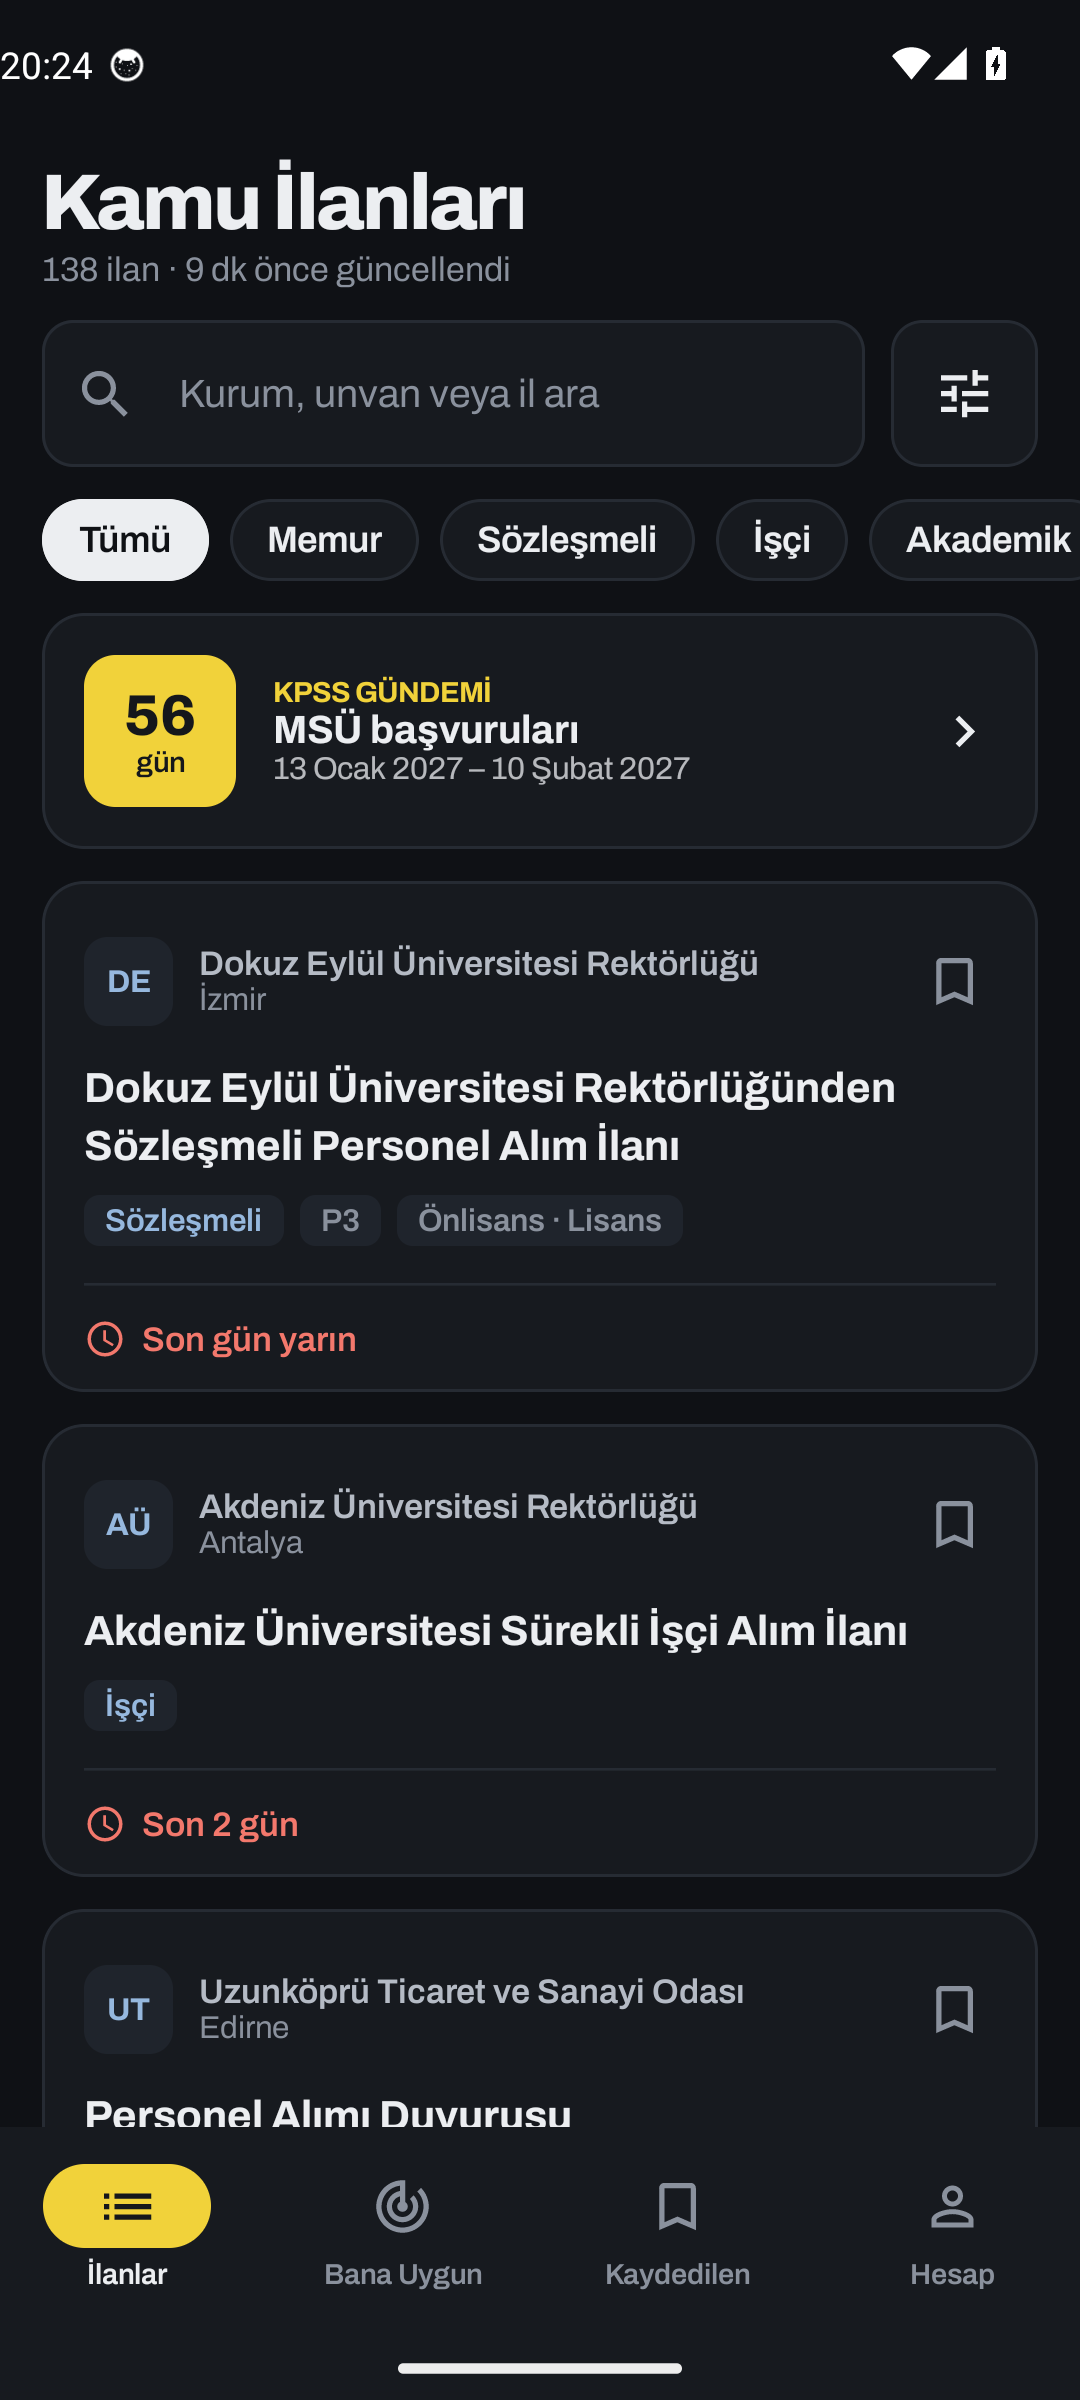 20:24
Kamu İlanları
138 ilan · 9 dk önce güncellendi
Kurum, unvan veya il ara
Tümü
Memur
Sözleşmeli
İşçi
Akademik
56
gün
KPSS GÜNDEMİ
MSÜ başvuruları
13 Ocak 2027 – 10 Şubat 2027
DE
Dokuz Eylül Üniversitesi Rektörlüğü
İzmir
Dokuz Eylül Üniversitesi Rektörlüğünden
Sözleşmeli Personel Alım İlanı
Sözleşmeli
P3
Önlisans · Lisans
Son gün yarın
AÜ
Akdeniz Üniversitesi Rektörlüğü
Antalya
Akdeniz Üniversitesi Sürekli İşçi Alım İlanı
İşçi
Son 2 gün
UT
Uzunköprü Ticaret ve Sanayi Odası
Edirne
Personel Alımı Duyurusu
İlanlar
Bana Uygun
Kaydedilen
Hesap